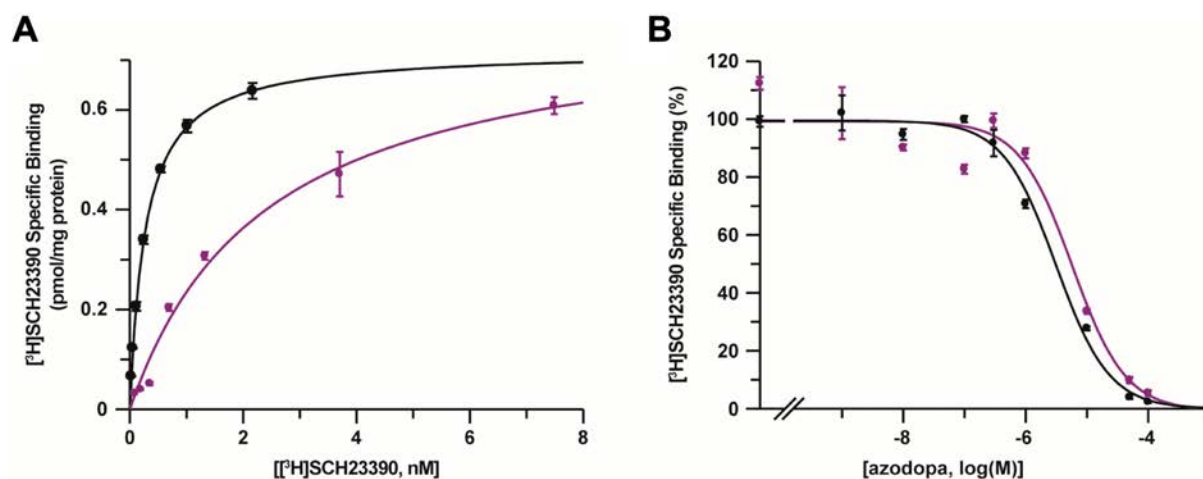 A
B
[³H]SCH23390 Specific Binding
(pmol/mg protein)
0.6
0.4
0.2
0
0 2 4 6 8
[[³H]SCH23390, nM]
[³H]SCH23390 Specific Binding (%)
120
100
80
60
40
20
0
-8 -6 -4
[azodopa, log(M)]